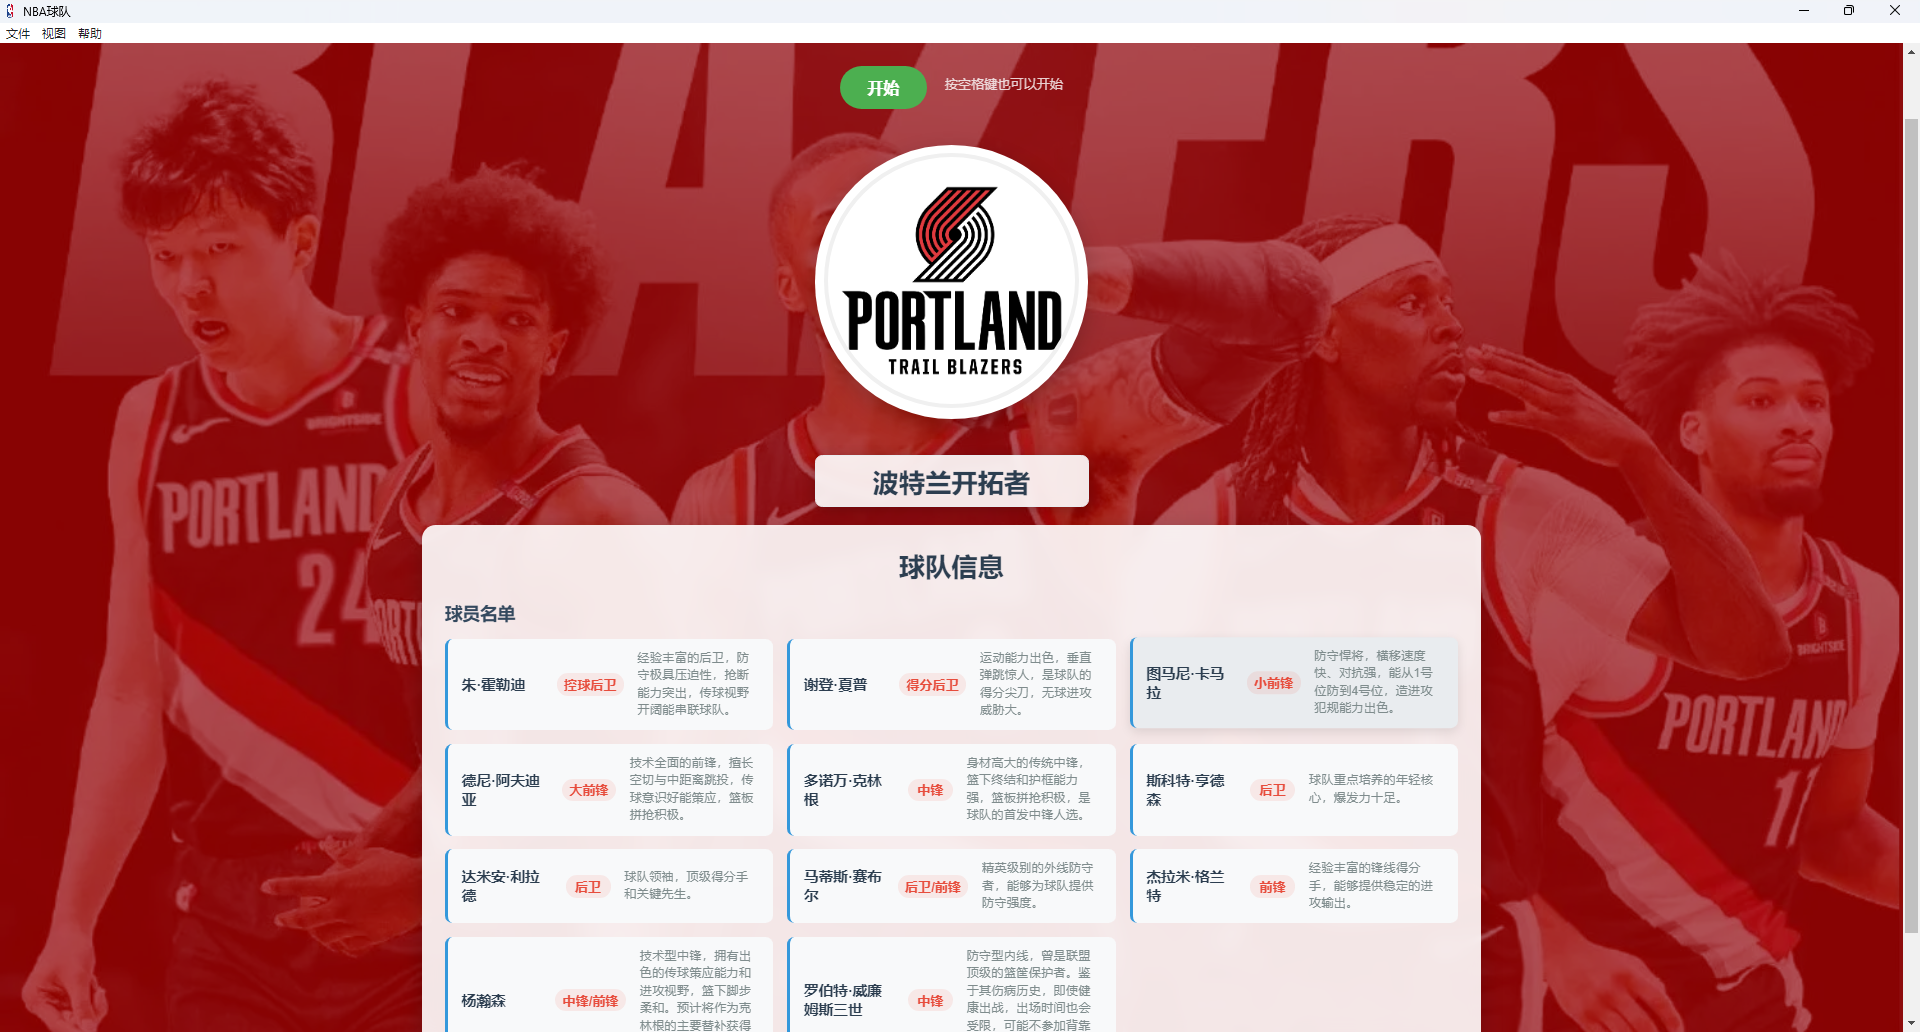 NBA球队
文件 视图 帮助
BLAZERS
开始
按空格键也可以开始
PORTLAND
TRAIL BLAZERS
波特兰开拓者
BRIGHTSIDE
PORTLAND
24
PORTLAND
11
BRIGHTSIDE
球队信息
球员名单
朱·霍勒迪
控球后卫
经验丰富的后卫，防
守极具压迫性，抢断
能力突出，传球视野
开阔能串联球队。
谢登·夏普
得分后卫
运动能力出色，垂直
弹跳惊人，是球队的
得分尖刀，无球进攻
威胁大。
图马尼·卡马
拉
小前锋
防守悍将，横移速度
快、对抗强，能从1号
位防到4号位，造进攻
犯规能力出色。
德尼·阿夫迪
亚
大前锋
技术全面的前锋，擅长
空切与中距离跳投，传
球意识好能策应，篮板
拼抢积极。
多诺万·克林
根
中锋
身材高大的传统中锋，
篮下终结和护框能力
强，篮板拼抢积极，是
球队的首发中锋人选。
斯科特·亨德
森
后卫
球队重点培养的年轻核
心，爆发力十足。
达米安·利拉
德
后卫
球队领袖，顶级得分手
和关键先生。
马蒂斯·赛布
尔
后卫/前锋
精英级别的外线防守
者，能够为球队提供
防守强度。
杰拉米·格兰
特
前锋
经验丰富的锋线得分
手，能够提供稳定的进
攻输出。
杨瀚森
中锋/前锋
技术型中锋，拥有出
色的传球策应能力和
进攻视野，篮下脚步
柔和。预计将作为克
林根的主要替补获得
罗伯特·威廉
姆斯三世
中锋
防守型内线，曾是联盟
顶级的篮筐保护者。鉴
于其伤病历史，即使健
康出战，出场时间也会
受限，可能不参加背靠